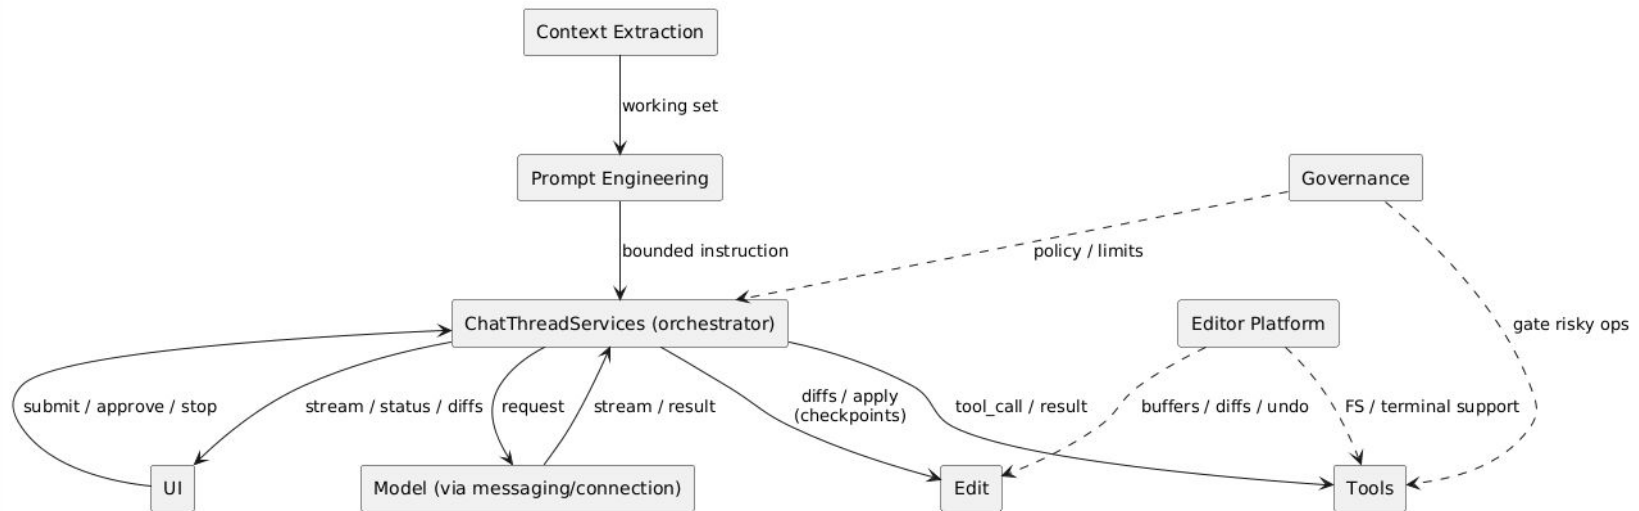 Context Extraction
working set
Prompt Engineering
Governance
bounded instruction
policy / limits
ChatThreadServices (orchestrator)
Editor Platform
gate risky ops
submit / approve / stop
stream / status / diffs
request
stream / result
diffs / apply
(checkpoints)
tool_call / result
buffers / diffs / undo
FS / terminal support
UI
Model (via messaging/connection)
Edit
Tools